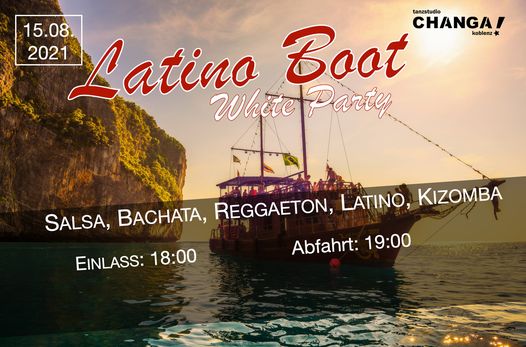 15.08.
2021
tanzstudio
CHANGA!
koblenz
Latino Boot
White Party
SALSA, BACHATA, REGGAETON, LATINO, KIZOMBA
EINLASS: 18:00
Abfahrt: 19:00